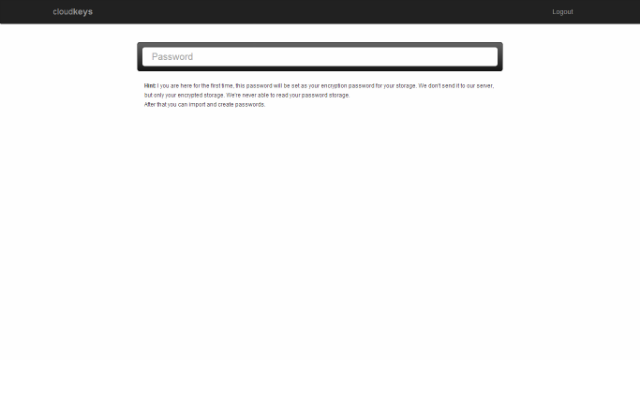 cloudkeys
Logout
Password
Hint: I you are here for the first time, this password will be set as your encryption password for your storage. We don't send it to our server,
but only your encrypted storage. We're never able to read your password storage.
After that you can import and create passwords.